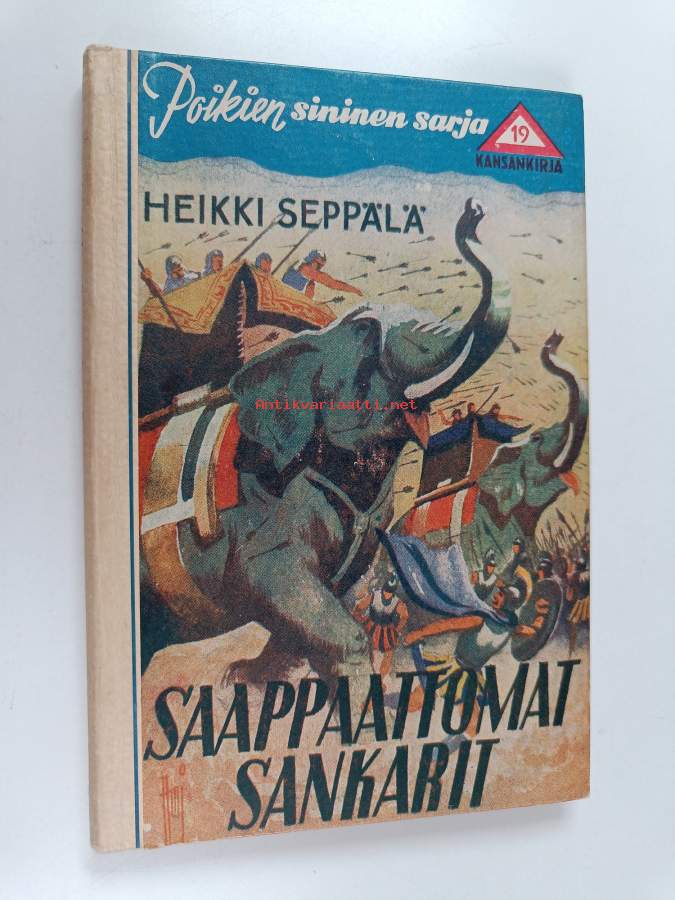 Poikien sininen sarja
19
KANSANKIRJA
HEIKKI SEPPÄLÄ
Antikvariaatti.net
SAAPPAATTOMAT
SANKARIT